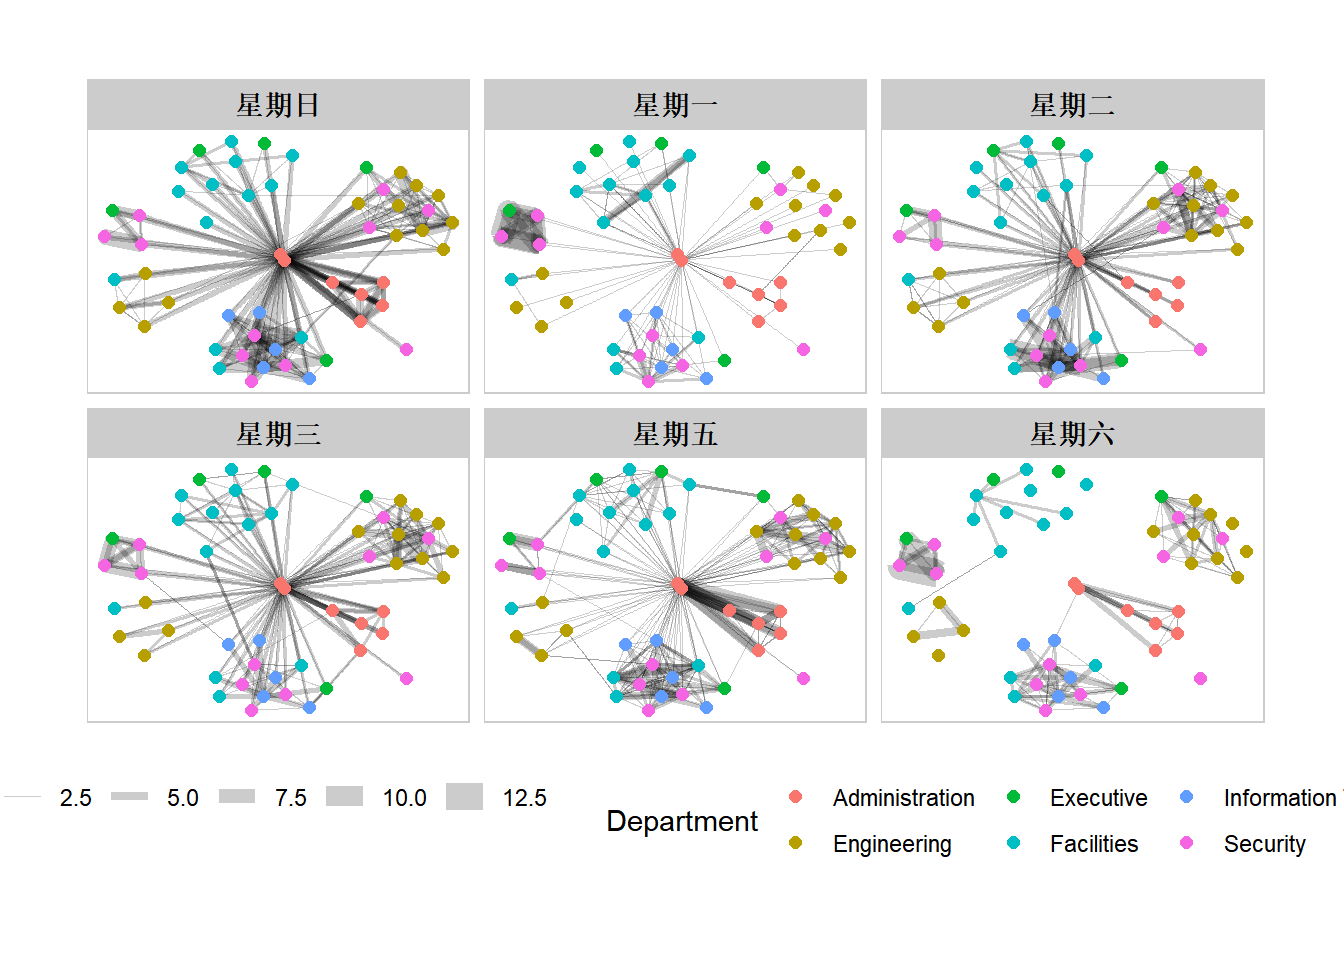 星期日
星期一
星期二
星期三
星期五
星期六
2.5 5.0 7.5 10.0 12.5
Department
Administration Executive Information
Engineering Facilities Security